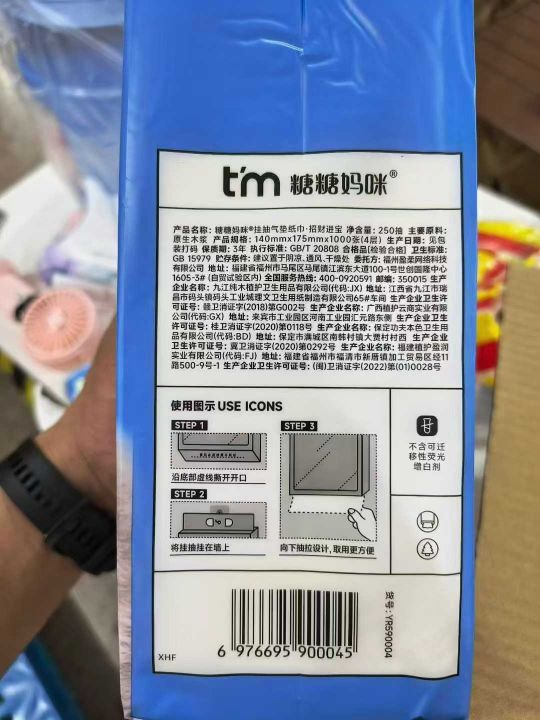 t'm 糖糖妈咪®
产品名称: 糖糖妈咪®挂抽气垫纸巾·招财进宝 净含量: 250抽 主要原料:
原生木浆 产品规格: 140mm×175mm×1000张(4层) 生产日期: 见包
装打码 保质期: 3年 执行标准: GB/T 20808 合格品[检验合格] 卫生标准:
GB 15979 贮存条件: 建议置于阴凉、通风、干燥处 委托方: 福州盈柔网络科技
有限公司 地址: 福建省福州市马尾区马尾镇江滨东大道100-1号世创国隆中心
1605-3# (自贸试验区内) 全国服务热线: 400-0920591 邮编: 350015 生产企
业名称: 九江纯木植护卫生用品有限公司(代码:JX) 地址: 江西省九江市瑞
昌市码头镇码头工业城理文卫生用纸制造有限公司65#车间 生产企业卫生许可
证号: 赣卫消证字(2018)第G002号 生产企业名称: 广西植护云商实业有限公
司(代码:GX) 地址: 来宾市工业园区河南工业园汇元路东侧 生产企业卫生
许可证号: 桂卫消证字[2020]第0118号 生产企业名称: 保定功夫本色卫生用
品有限公司(代码:BD) 地址: 保定市满城区南韩村镇大贾村村西 生产企业
卫生许可证号: 冀卫消证字(2020)第0292号 生产企业名称: 福建植护盈润
实业有限公司(代码:FJ) 地址: 福建省福州市福清市新厝镇加工贸易区经11
路500-9号-1 生产企业卫生许可证号: (闽)卫消证字[2022]第(01)0028号
使用图示 USE ICONS
STEP 1
沿底部虚线撕开开口
STEP 2
将挂抽挂在墙上
STEP 3
向下抽拉设计, 取用更方便
不含可迁
移性荧光
增白剂
XHF
6 976695 900045
货号: YR590004